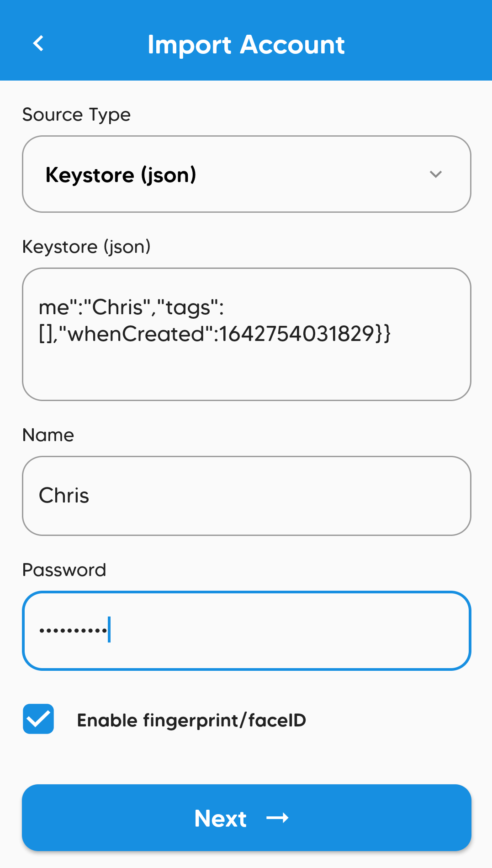 Import Account
Source Type
Keystore (json)
Keystore (json)
me":"Chris","tags":
[],"whenCreated":1642754031829}}
Name
Chris
Password
••••••••••
Enable fingerprint/faceID
Next →